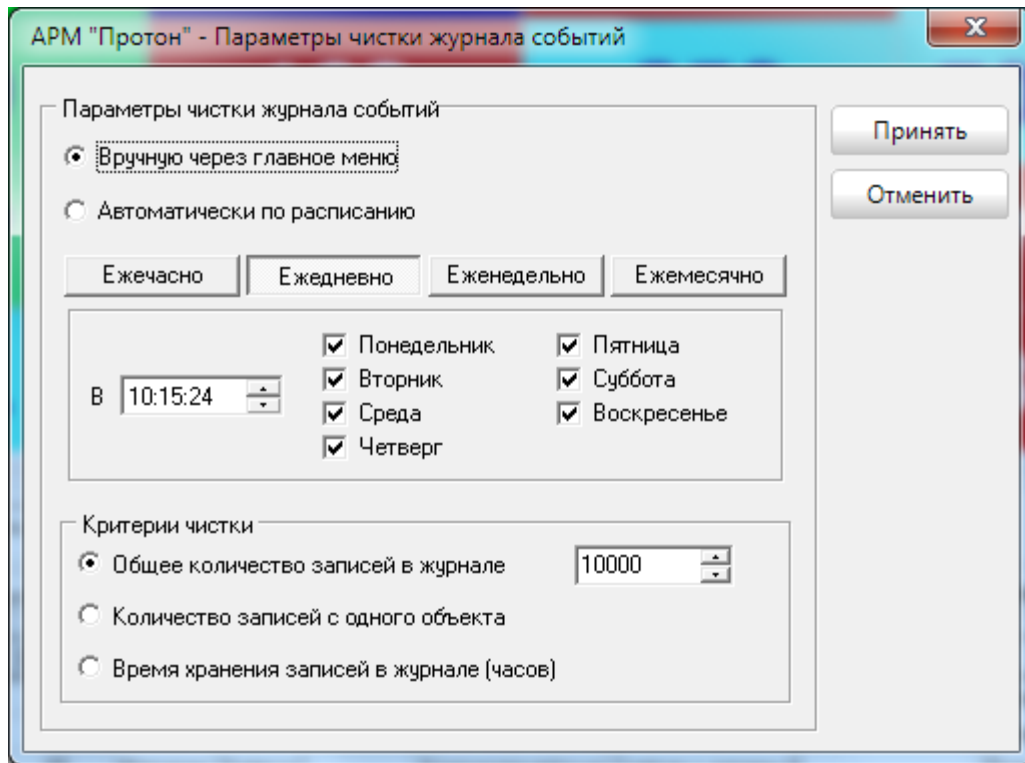 АРМ "Протон" - Параметры чистки журнала событий
Параметры чистки журнала событий
Вручную через главное меню
Автоматически по расписанию
Ежечасно Ежедневно Еженедельно Ежемесячно
В 10:15:24
Понедельник
Вторник
Среда
Четверг
Пятница
Суббота
Воскресенье
Критерии чистки
Общее количество записей в журнале 10000
Количество записей с одного объекта
Время хранения записей в журнале (часов)
Принять
Отменить